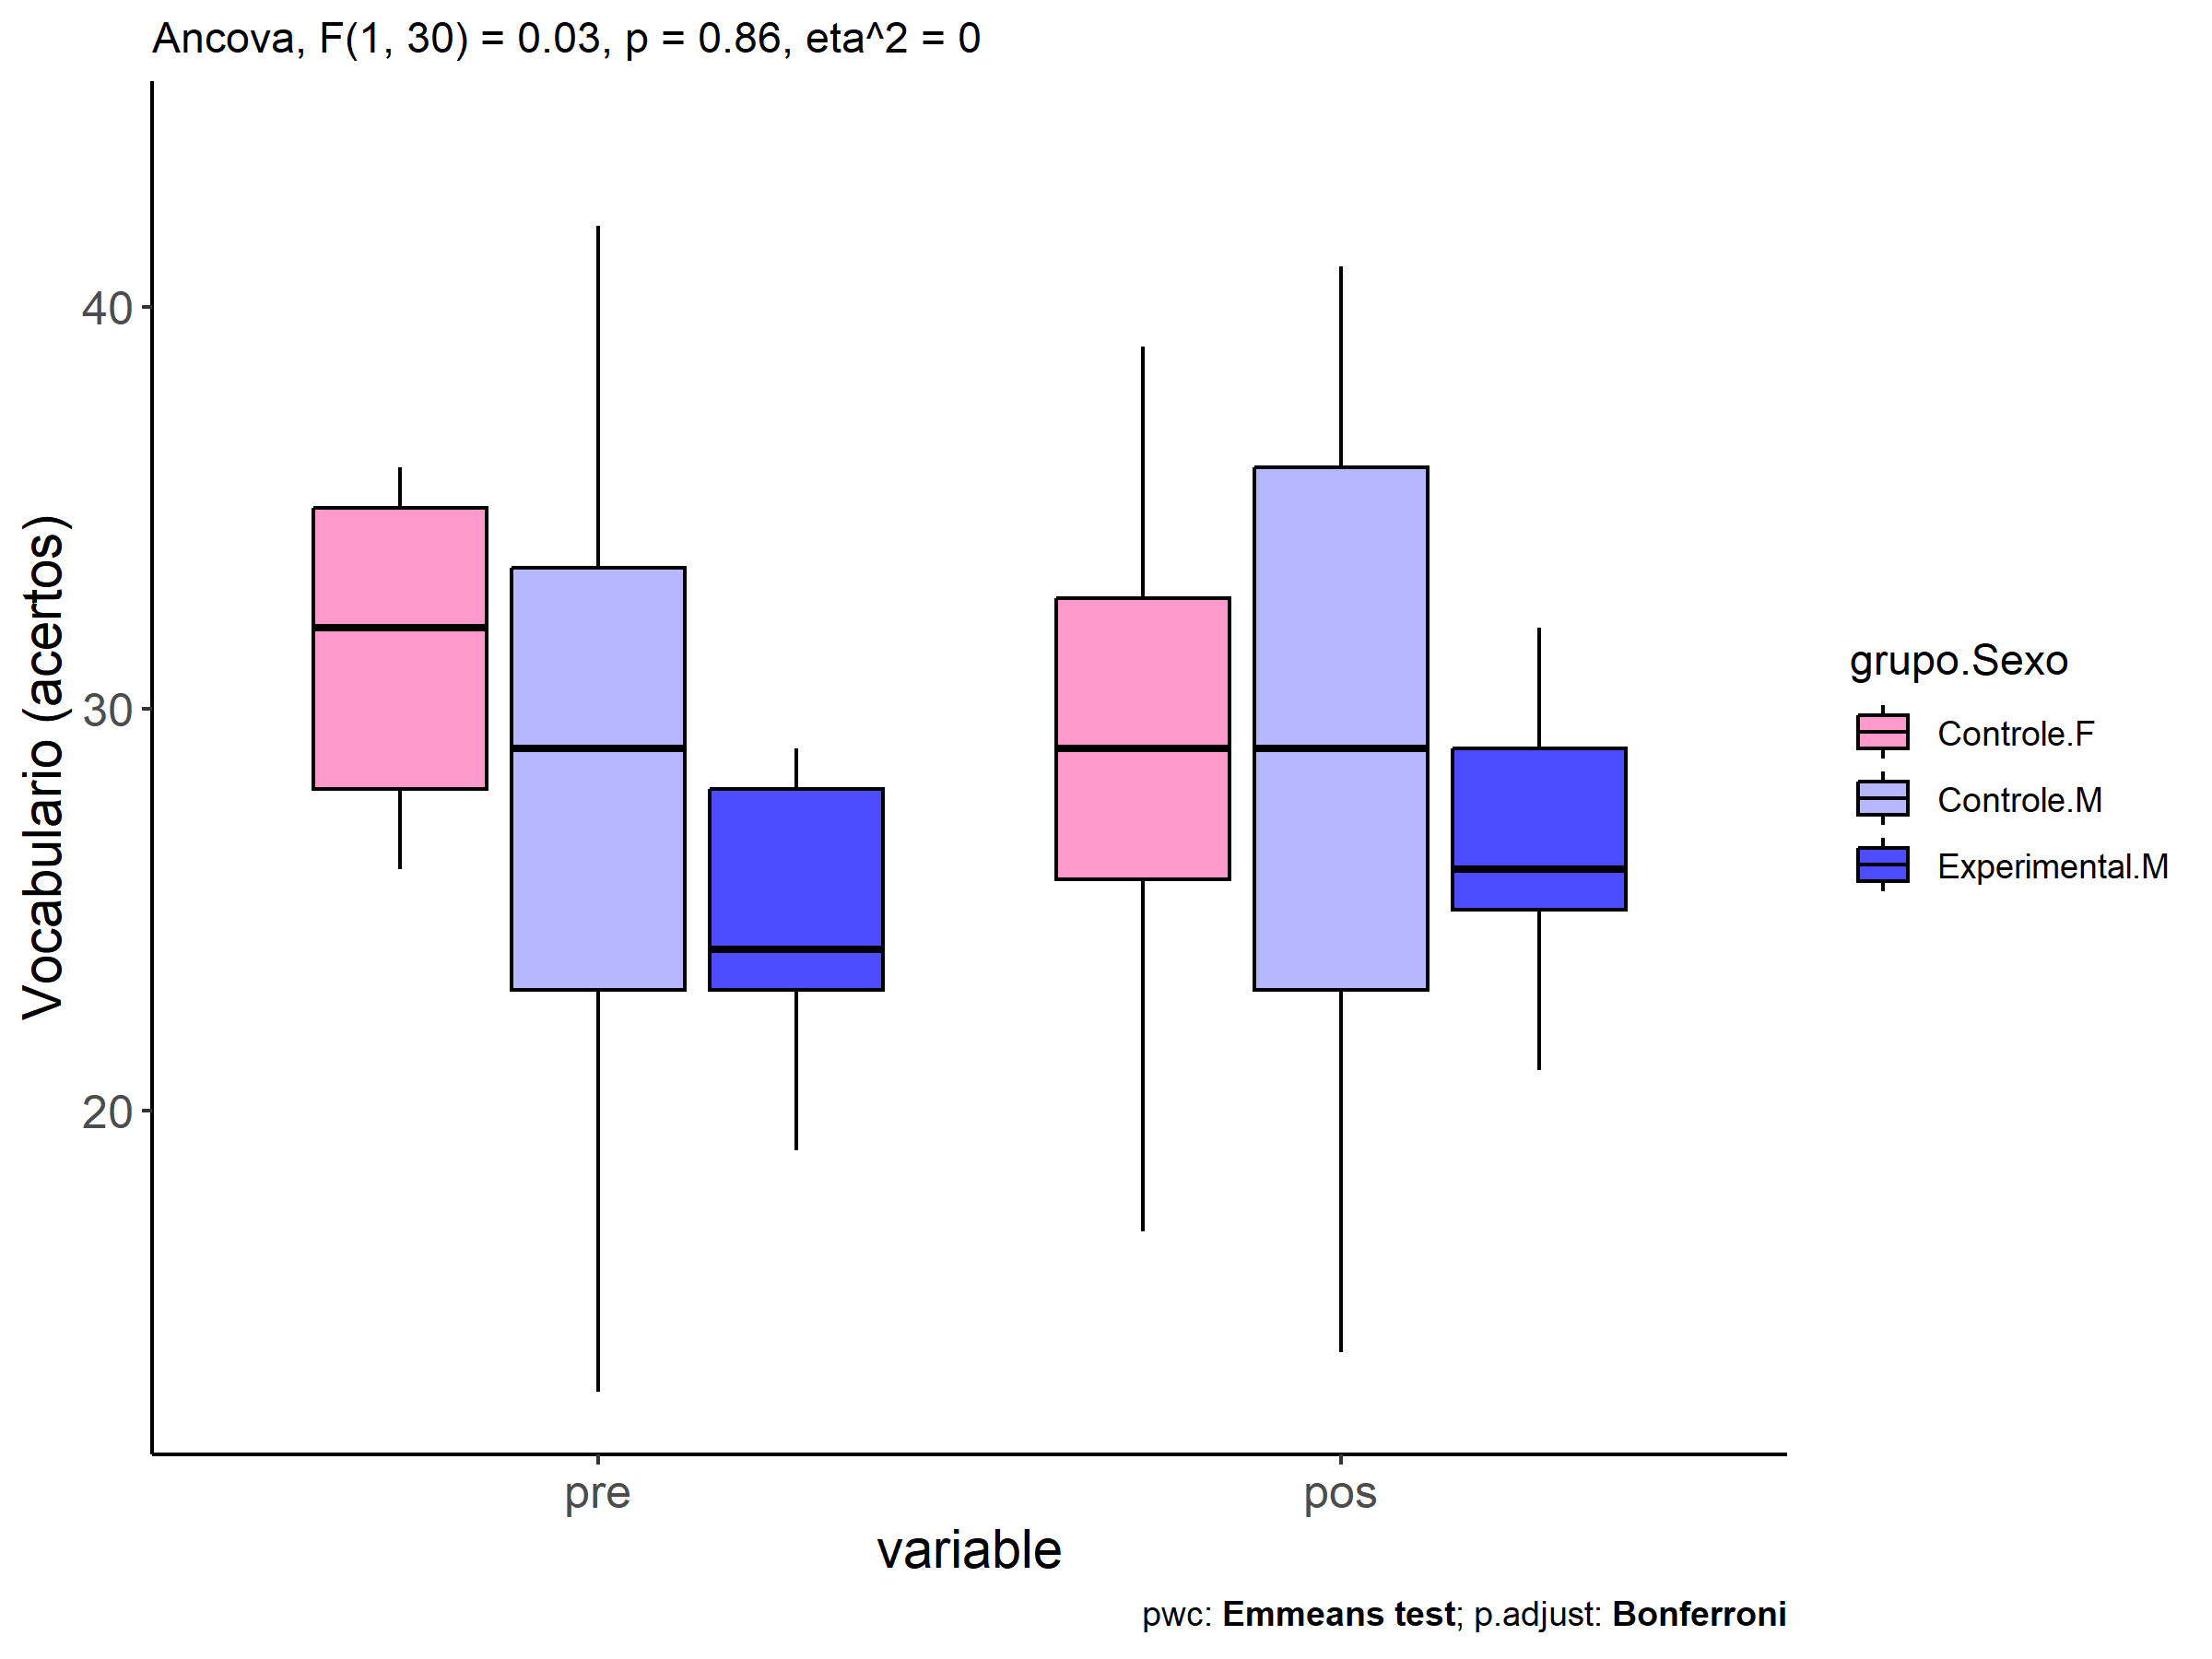 Ancova, F(1, 30) = 0.03, p = 0.86, eta^2 = 0
Vocabulario (acertos)
40
30
20
pre
pos
variable
grupo.Sexo
Controle.F
Controle.M
Experimental.M
pwc: Emmeans test; p.adjust: Bonferroni